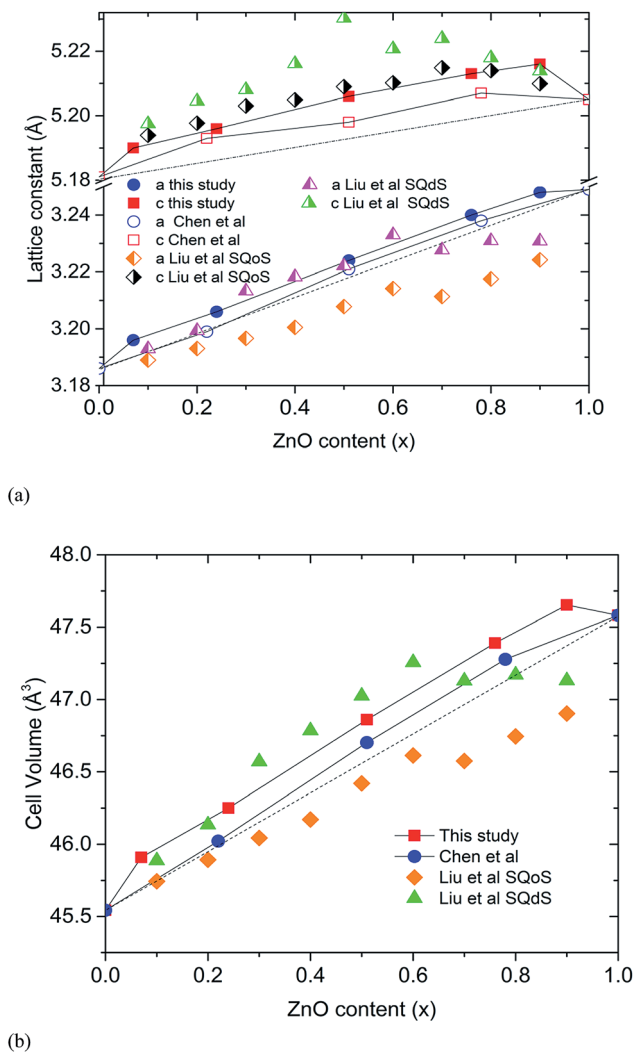 5.22
5.20
5.18
3.24
3.22
3.20
3.18
Lattice constant (Å)
a this study
c this study
a Chen et al
c Chen et al
a Liu et al SQoS
c Liu et al SQoS
a Liu et al SQdS
c Liu et al SQdS
0.0 0.2 0.4 0.6 0.8 1.0
ZnO content (x)
(a)
48.0
47.5
47.0
46.5
46.0
45.5
Cell Volume (Å³)
This study
Chen et al
Liu et al SQoS
Liu et al SQdS
0.0 0.2 0.4 0.6 0.8 1.0
ZnO content (x)
(b)